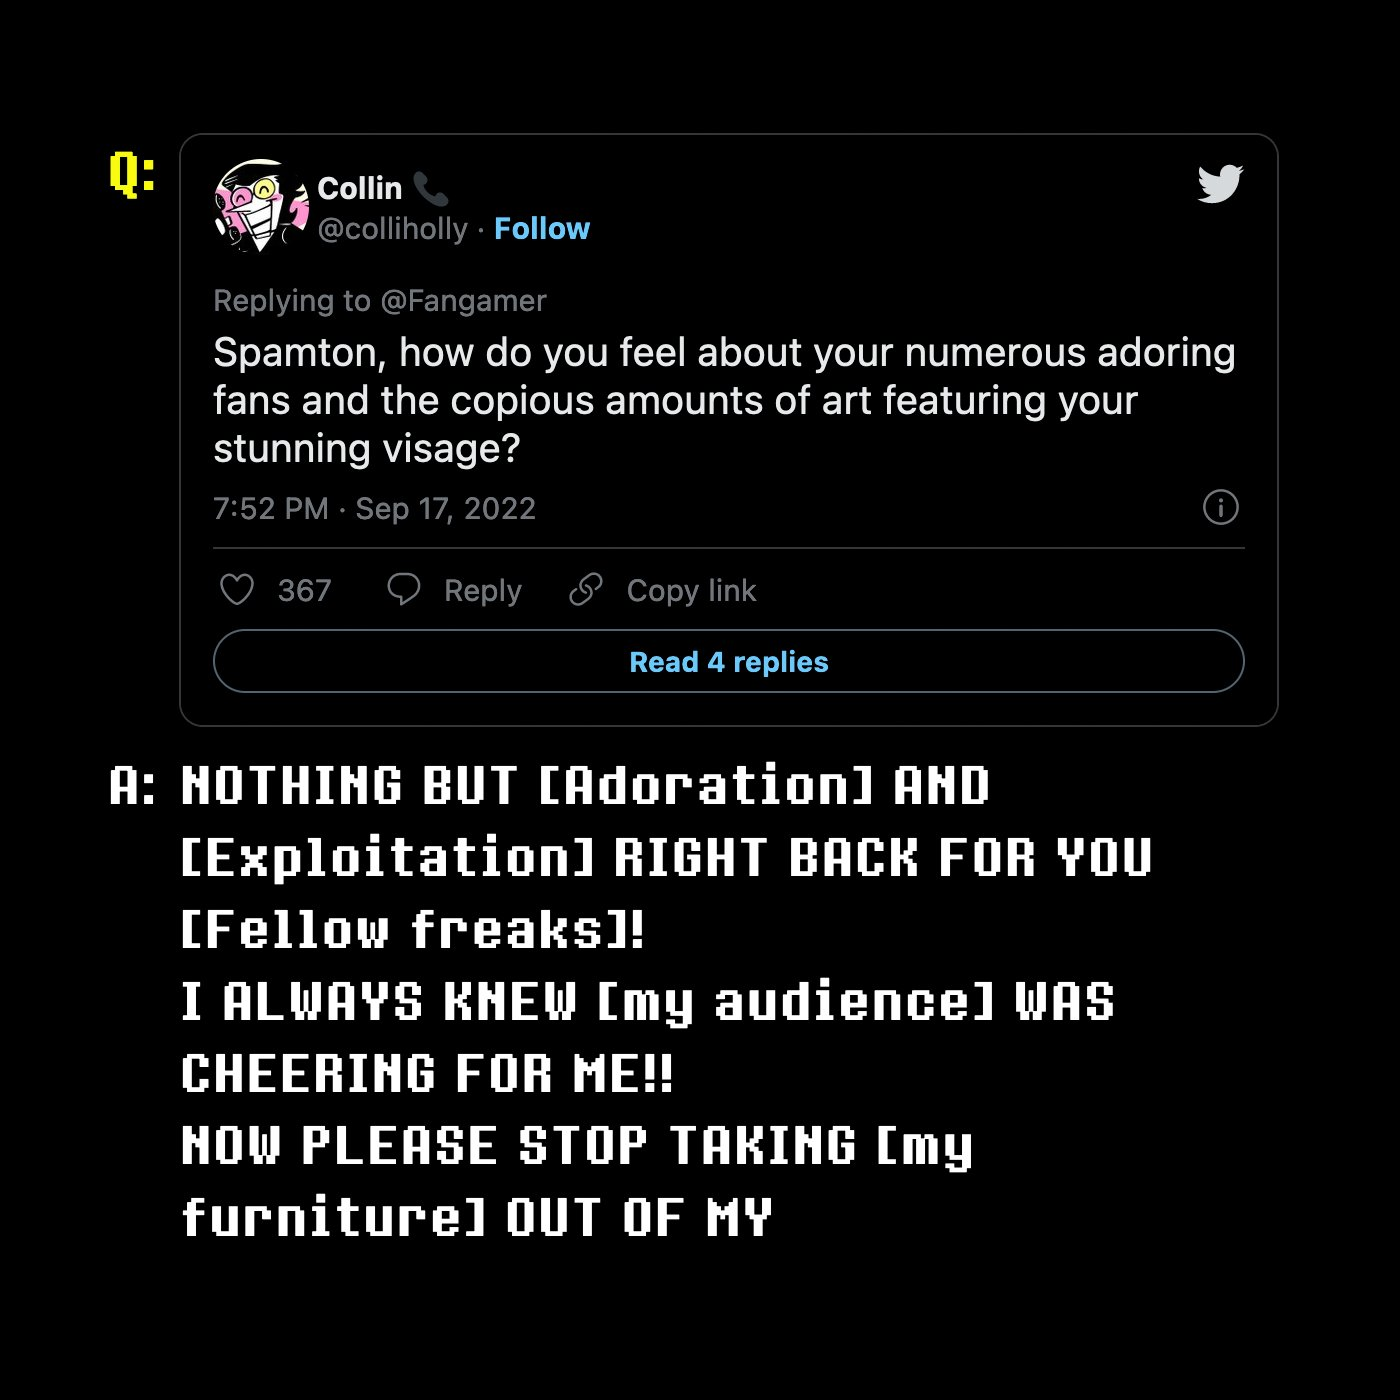 Q:
Collin 📞
@colliholly · Follow
Replying to @Fangamer
Spamton, how do you feel about your numerous adoring
fans and the copious amounts of art featuring your
stunning visage?
7:52 PM · Sep 17, 2022
367 Reply Copy link
Read 4 replies
A: NOTHING BUT [Adoration] AND
[Exploitation] RIGHT BACK FOR YOU
[Fellow freaks]!
I ALWAYS KNEW [my audience] WAS
CHEERING FOR ME!!
NOW PLEASE STOP TAKING [my
furniture] OUT OF MY